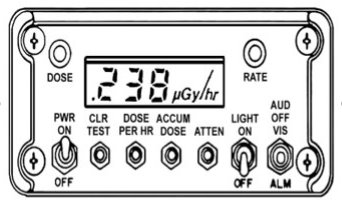 .238 µGy/hr
DOSE
RATE
PWR
ON
OFF
CLR
TEST
DOSE
PER HR
ACCUM
DOSE
ATTEN
LIGHT
ON
OFF
AUD
OFF
VIS
ALM